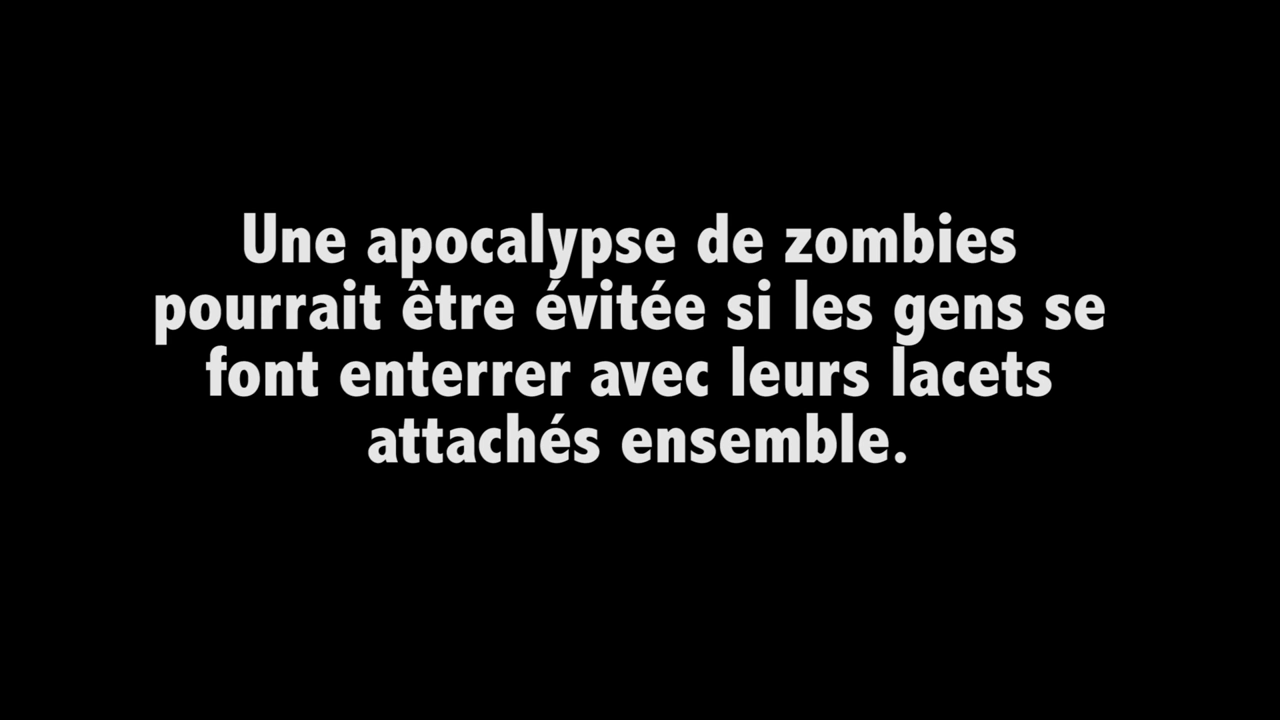 Une apocalypse de zombies
pourrait être évitée si les gens se
font enterrer avec leurs lacets
attachés ensemble.